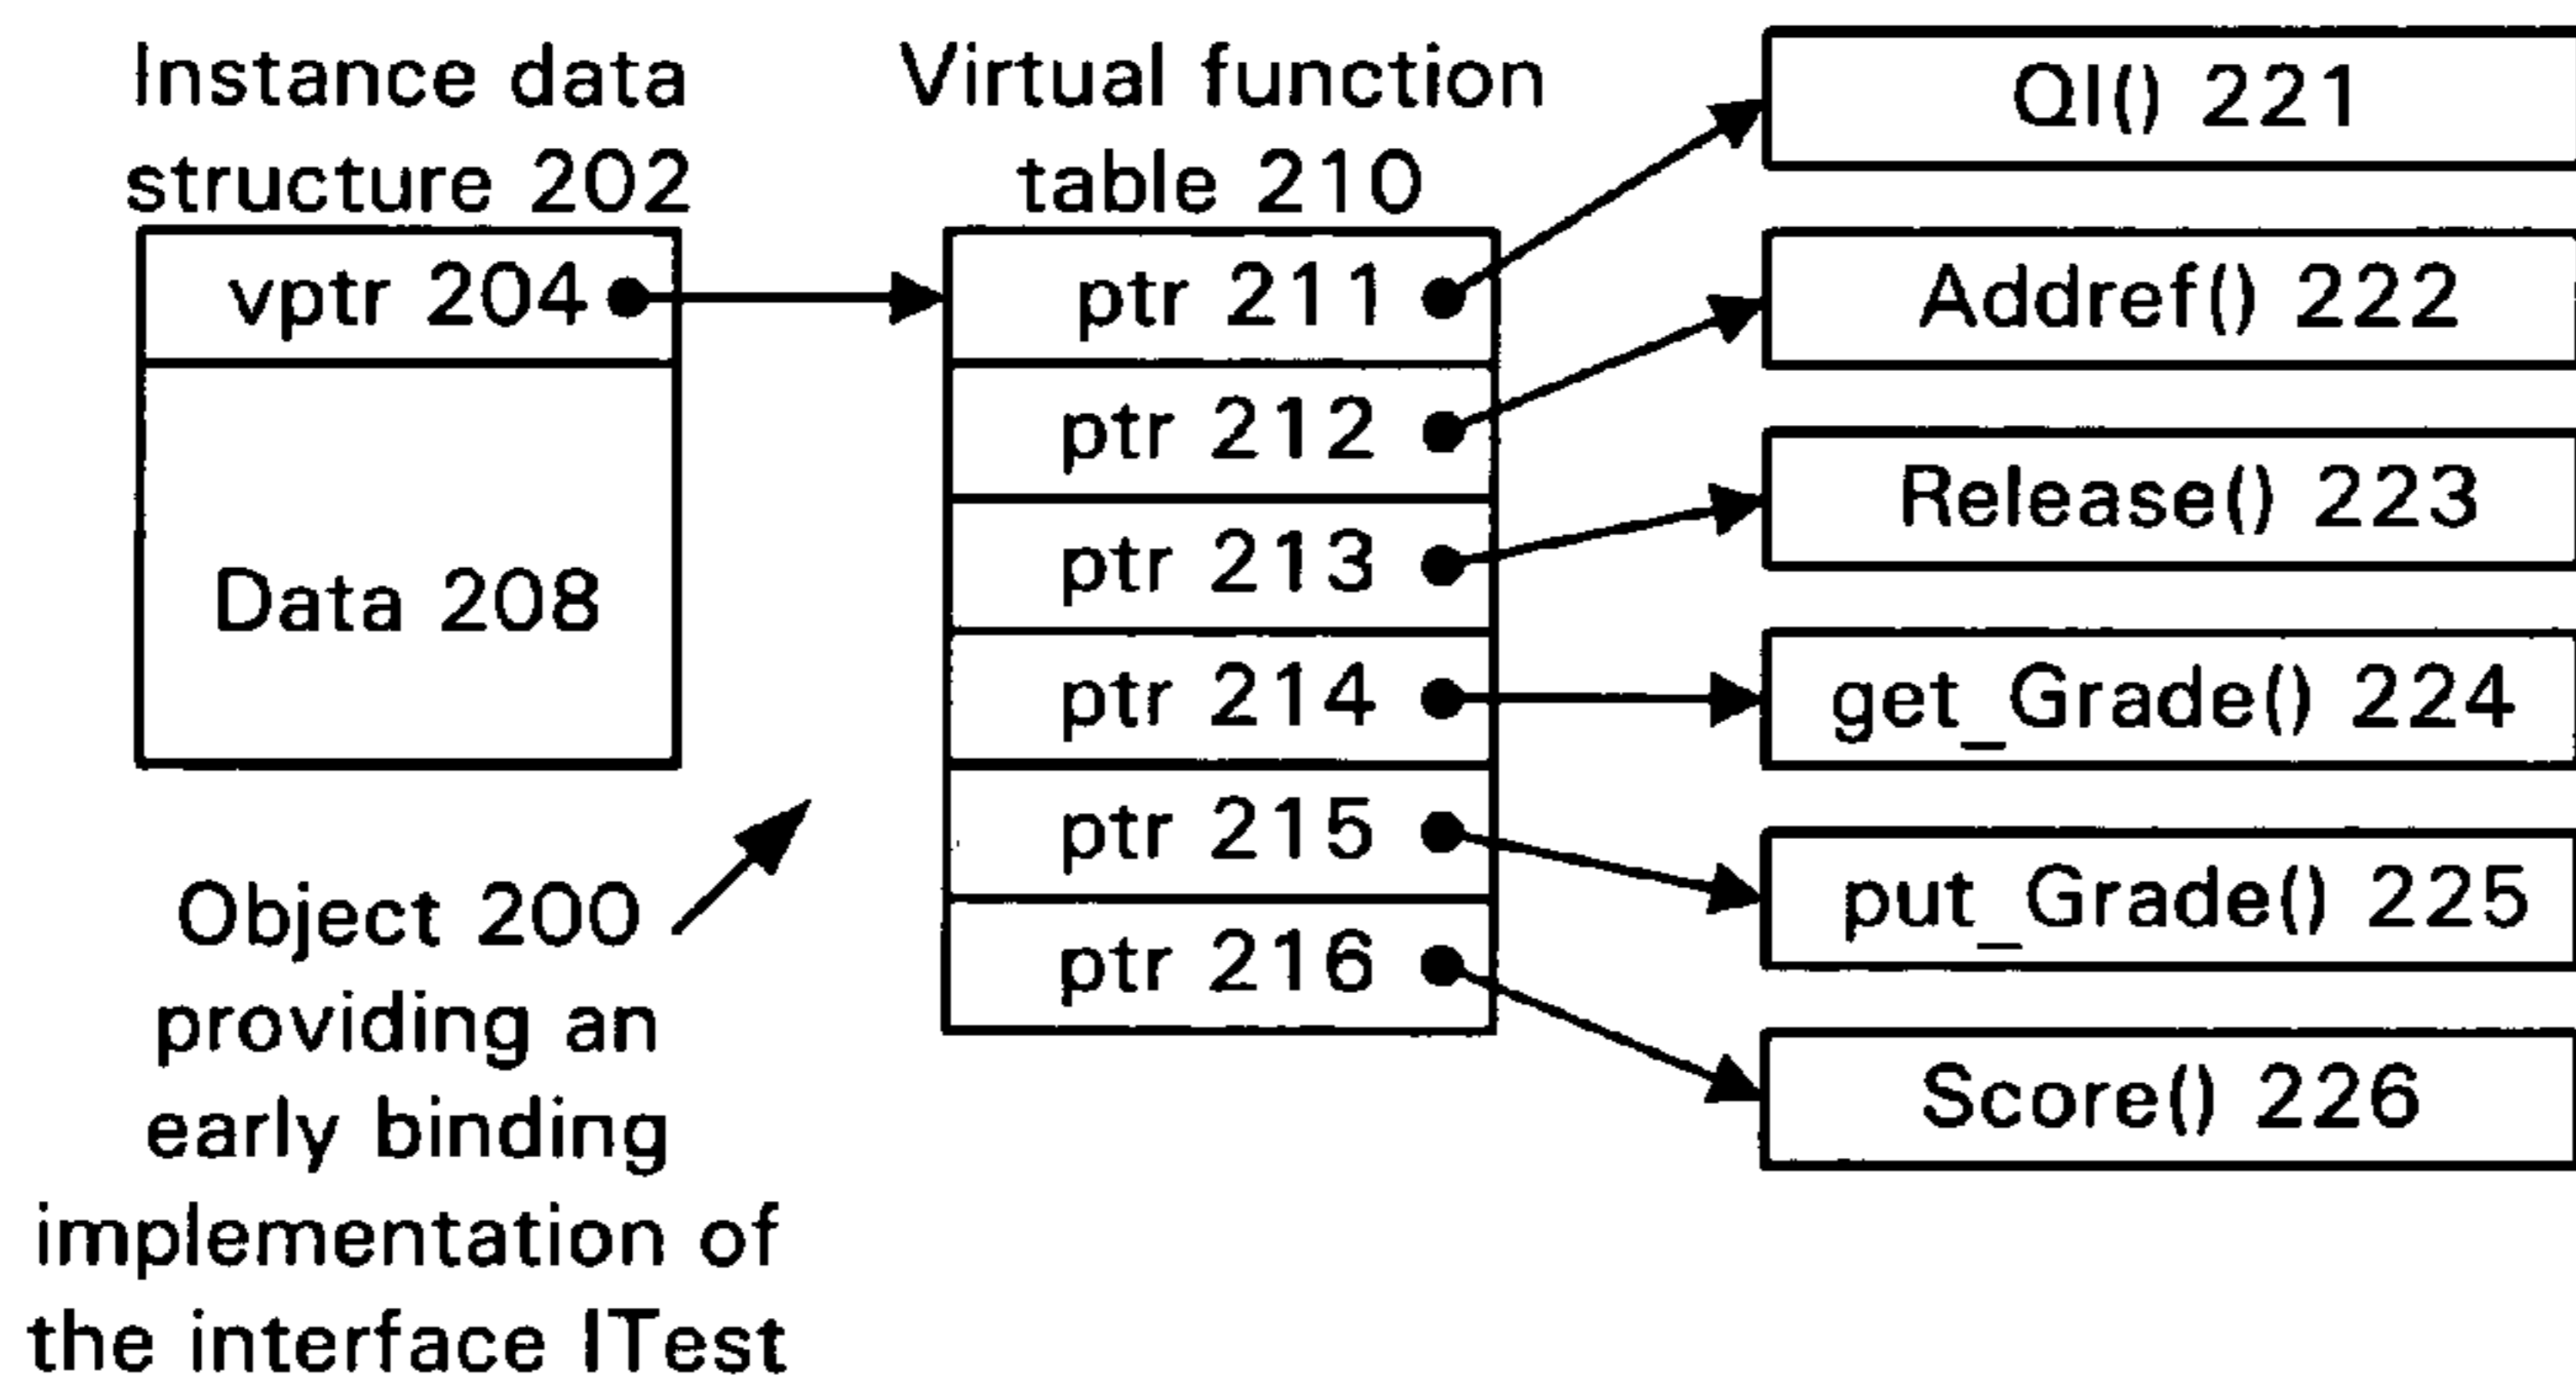 Instance data
structure 202
vptr 204
Data 208
Object 200
providing an
early binding
implementation of
the interface ITest
Virtual function
table 210
ptr 211
ptr 212
ptr 213
ptr 214
ptr 215
ptr 216
QI() 221
Addref() 222
Release() 223
get_Grade() 224
put_Grade() 225
Score() 226